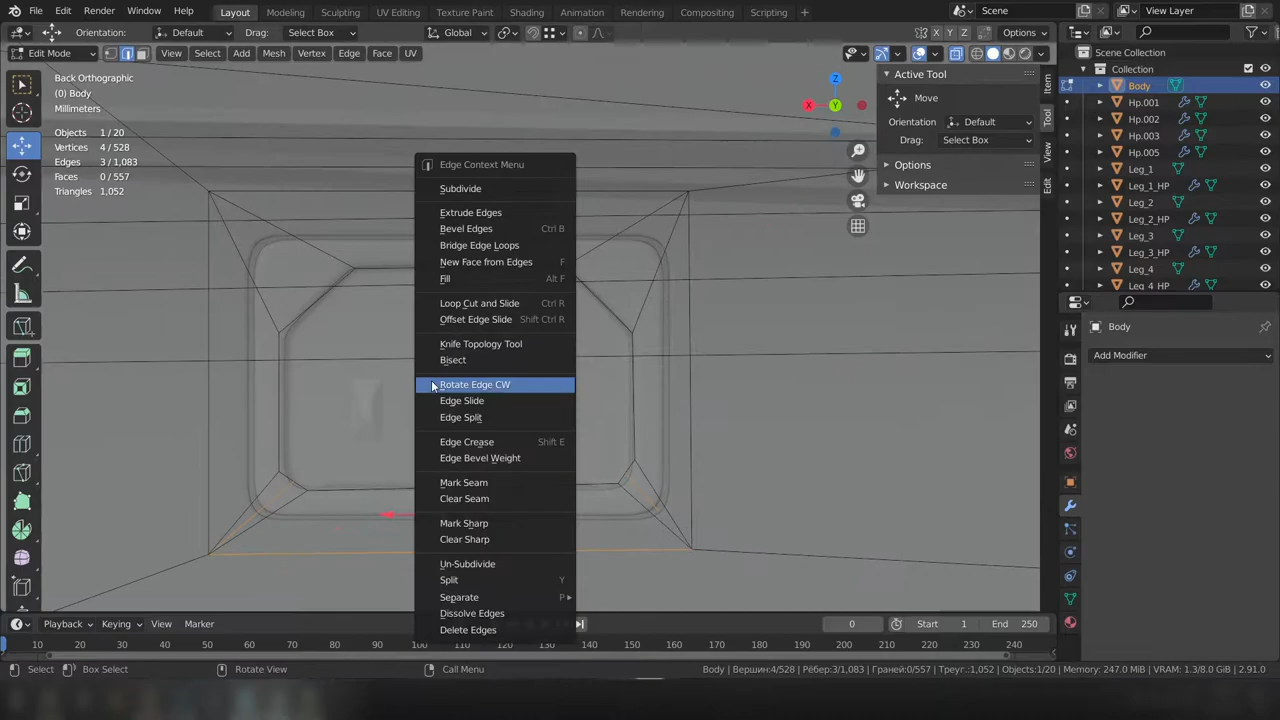 File Edit Render Window Help Layout Modeling Sculpting UV Editing Texture Paint Shading Animation Rendering Compositing Scripting + Scene View Layer
Orientation: Default Drag: Select Box Global X Y Z Options
Edit Mode View Select Add Mesh Vertex Edge Face UV
Back Orthographic
(0) Body
Millimeters
Objects 1 / 20
Vertices 4 / 528
Edges 3 / 1,083
Faces 0 / 557
Triangles 1,052
Edge Context Menu
Subdivide
Extrude Edges
Bevel Edges Ctrl B
Bridge Edge Loops
New Face from Edges F
Fill Alt F
Loop Cut and Slide Ctrl R
Offset Edge Slide Shift Ctrl R
Knife Topology Tool
Bisect
Rotate Edge CW
Edge Slide
Edge Split
Edge Crease Shift E
Edge Bevel Weight
Mark Seam
Clear Seam
Mark Sharp
Clear Sharp
Un-Subdivide
Split Y
Separate P
Dissolve Edges
Delete Edges
Z
X Y
Active Tool
Move
Orientation Default
Drag: Select Box
Options
Workspace
Item
Tool
View
Edit
Scene Collection
Collection
Body
Hp.001
Hp.002
Hp.003
Hp.005
Leg_1
Leg_1_HP
Leg_2
Leg_2_HP
Leg_3
Leg_3_HP
Leg_4
Leg_4_HP
Body
Add Modifier
Playback Keying View Marker 0 Start 1 End 250
10 20 30 40 50 60 70 80 90 100 110 120 130 140 150 160 170 180 190 200 210 220 230 240
Select Box Select Rotate View Call Menu Body | Вершин:4/528 | Рёбер:3/1,083 | Граней:0/557 | Треуг.:1,052 | Objects:1/20 | Memory: 247.0 MiB | VRAM: 1.3/8.0 GiB | 2.91.0